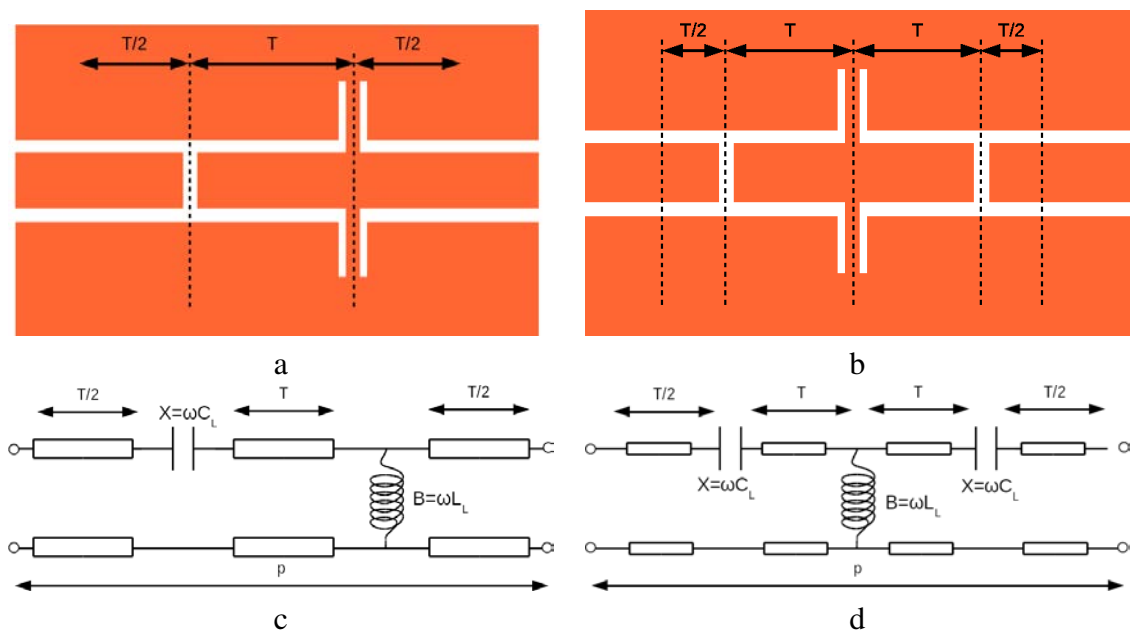 T/2 T T/2
T/2 T T T/2
a
b
T/2 T T/2
X=ωC_L
B=ωL_L
p
c
T/2 T T T/2
X=ωC_L X=ωC_L
B=ωL_L
p
d